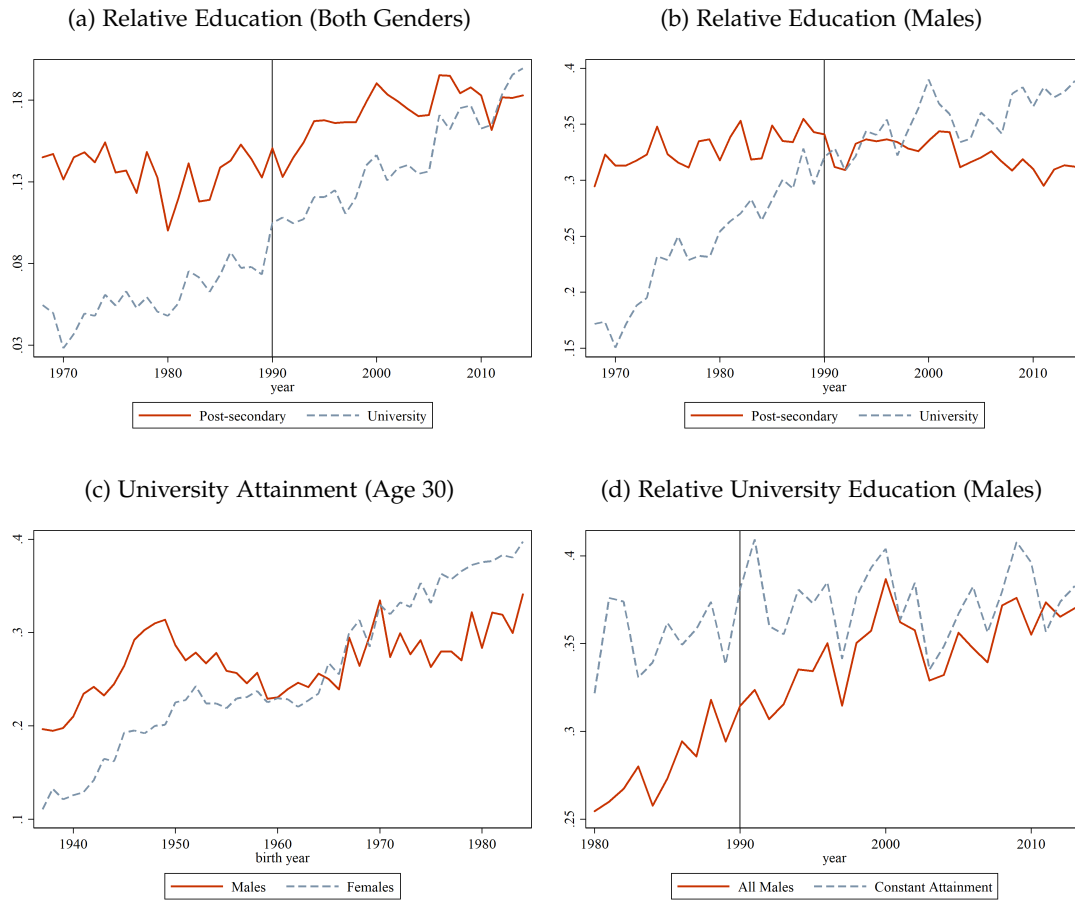 (a) Relative Education (Both Genders)
.18
.13
.08
.03
1970 1980 1990 2000 2010
year
Post-secondary University
(b) Relative Education (Males)
.4
.35
.3
.25
.2
.15
1970 1980 1990 2000 2010
year
Post-secondary University
(c) University Attainment (Age 30)
.4
.3
.2
.1
1940 1950 1960 1970 1980
birth year
Males Females
(d) Relative University Education (Males)
.4
.35
.3
.25
1980 1990 2000 2010
year
All Males Constant Attainment